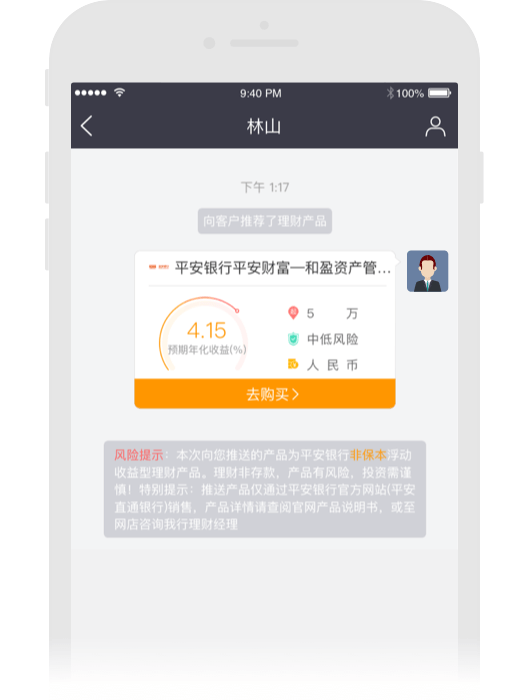 9:40 PM
100%
林山
下午 1:17
向客户推荐了理财产品
平安银行平安财富—和盈资产管...
4.15
预期年化收益(%)
5 万
中低风险
人民币
去购买
风险提示：本次向您推送的产品为平安银行非保本浮动
收益型理财产品。理财非存款，产品有风险，投资需谨
慎！特别提示：推送产品仅通过平安银行官方网站(平安
直通银行)销售，产品详情请查阅官网产品说明书，或至
网店咨询我行理财经理